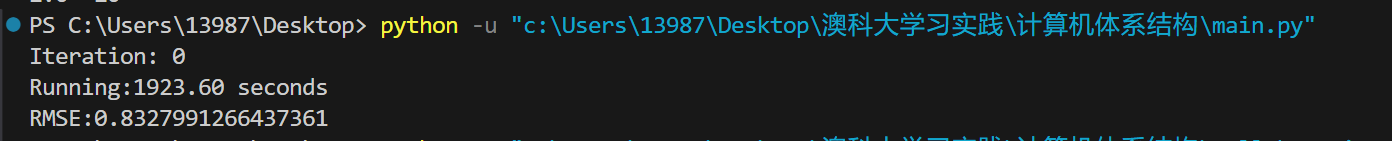 PS C:\Users\13987\Desktop> python -u "c:\Users\13987\Desktop\澳科大学习实践\计算机体系结构\main.py"
Iteration: 0
Running:1923.60 seconds
RMSE:0.8327991266437361